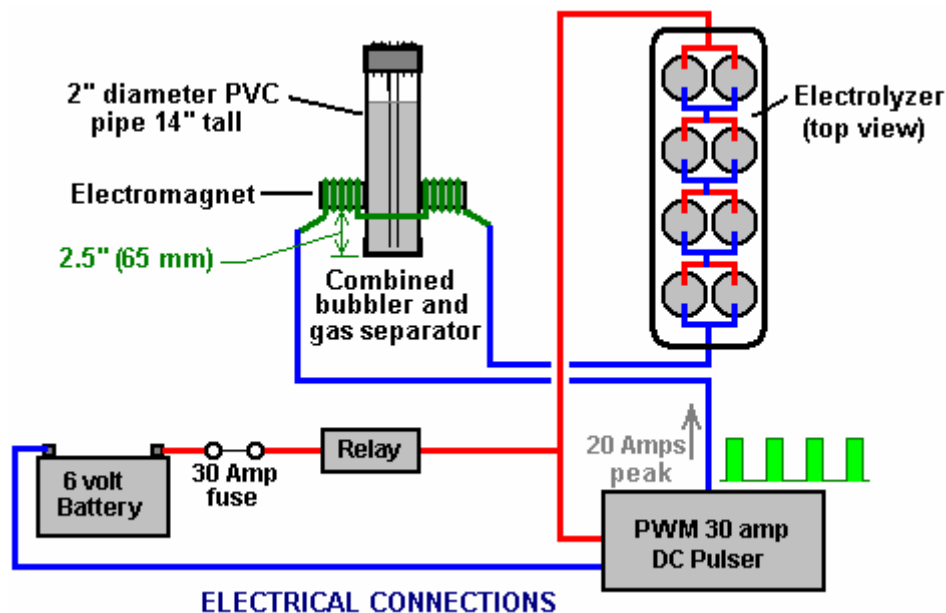 2" diameter PVC
pipe 14" tall
Electrolyzer
(top view)
Electromagnet
2.5" (65 mm)
Combined
bubbler and
gas separator
6 volt
Battery
30 Amp
fuse
Relay
20 Amps
peak
PWM 30 amp
DC Pulser
ELECTRICAL CONNECTIONS